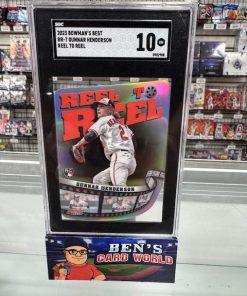 SGC
2023 BOWMAN'S BEST
RR-7 GUNNAR HENDERSON
REEL TO REEL
10
REEL TO
REEL
GUNNAR HENDERSON
BEN'S
CARD WORLD